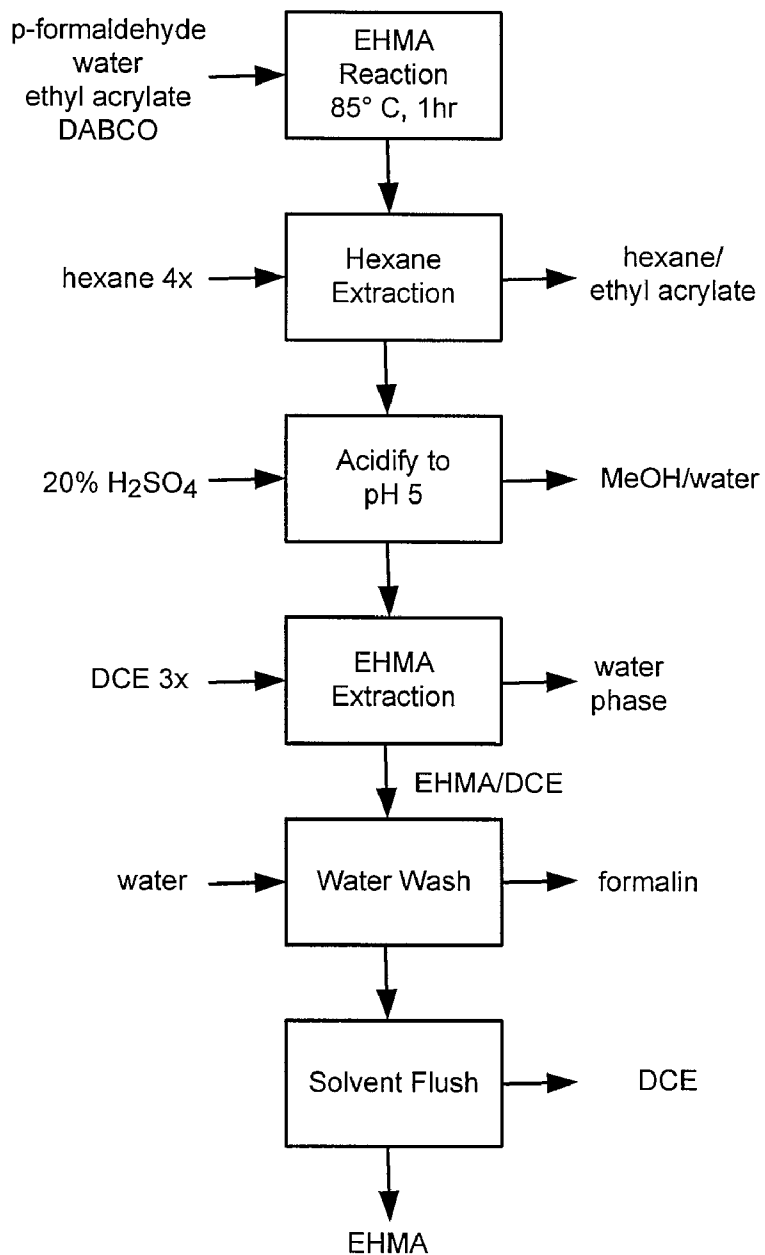 p-formaldehyde
water
ethyl acrylate
DABCO
EHMA
Reaction
85° C, 1hr
hexane 4x
Hexane
Extraction
hexane/
ethyl acrylate
20% H₂SO₄
Acidify to
pH 5
MeOH/water
DCE 3x
EHMA
Extraction
water
phase
EHMA/DCE
water
Water Wash
formalin
Solvent Flush
DCE
EHMA